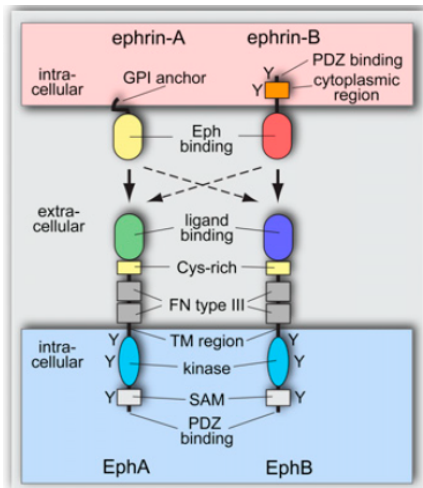 ephrin-A ephrin-B
Y PDZ binding
intra-
cellular
GPI anchor
Y cytoplasmic
region
Eph
binding
extra-
cellular
ligand
binding
Cys-rich
FN type III
intra-
cellular
Y TM region Y
Y kinase Y
Y SAM Y
PDZ
binding
EphA EphB